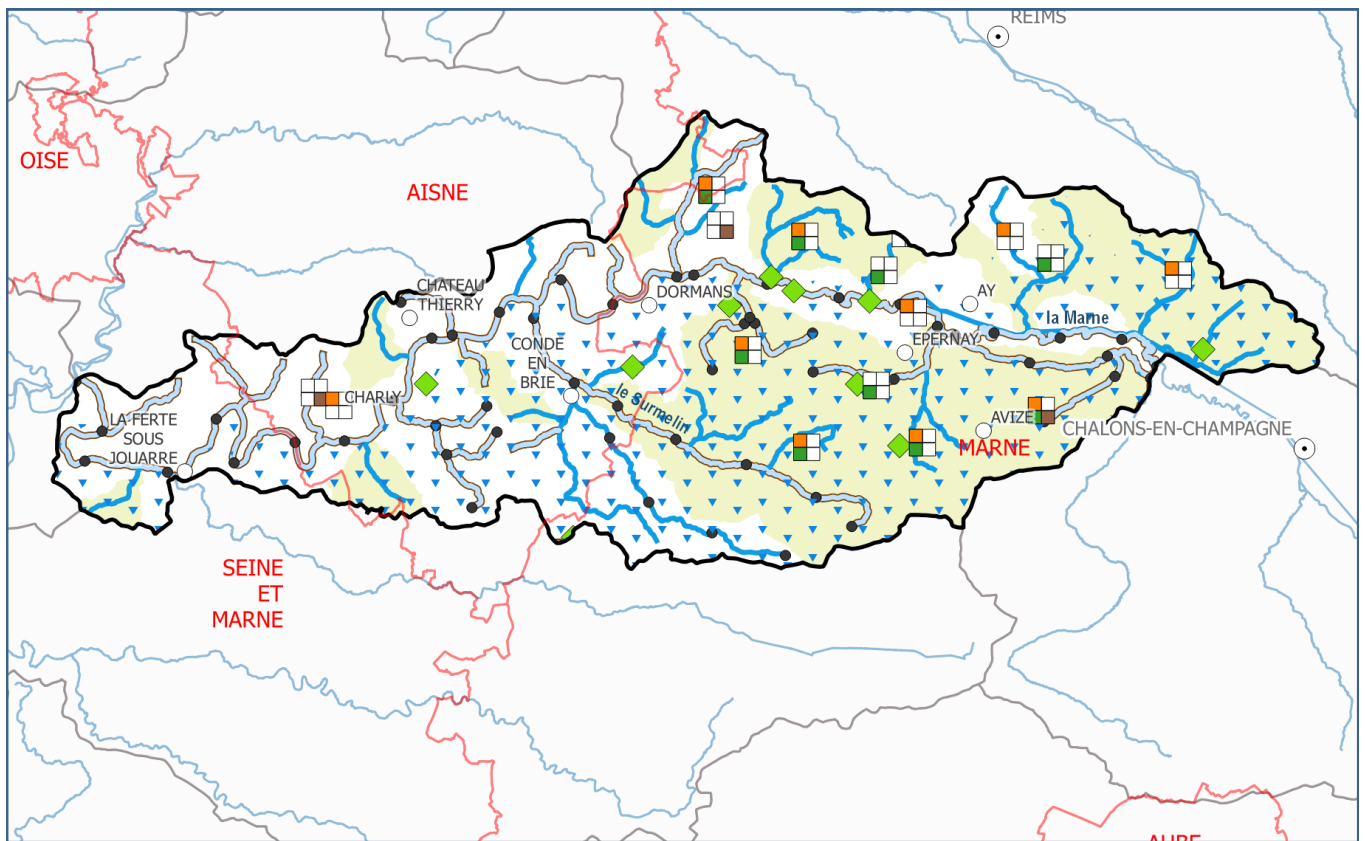 REIMS
OISE
AISNE
CHATEAU
THIERRY
DORMANS
AY
la Marne
EPERNAY
CONDE
EN
BRIE
le Surmelin
CHARLY
LA-FERTE
SOUS
JOUARRE
AVIZE
CHALONS-EN-CHAMPAGNE
MARNE
SEINE
ET
MARNE
AUBE